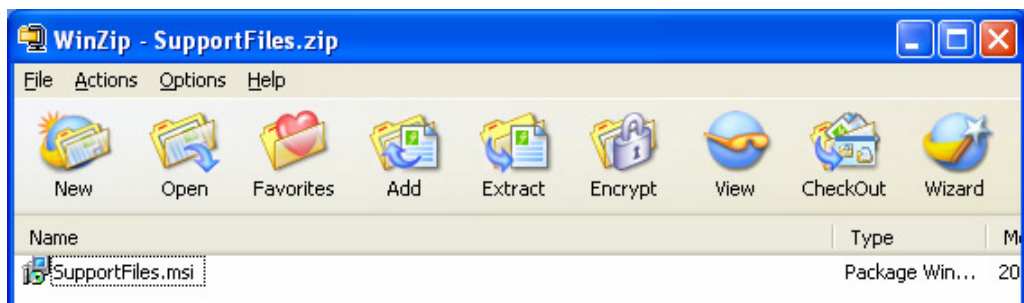 WinZip - SupportFiles.zip
File Actions Options Help
New Open Favorites Add Extract Encrypt View CheckOut Wizard
Name Type
SupportFiles.msi Package Win... 20